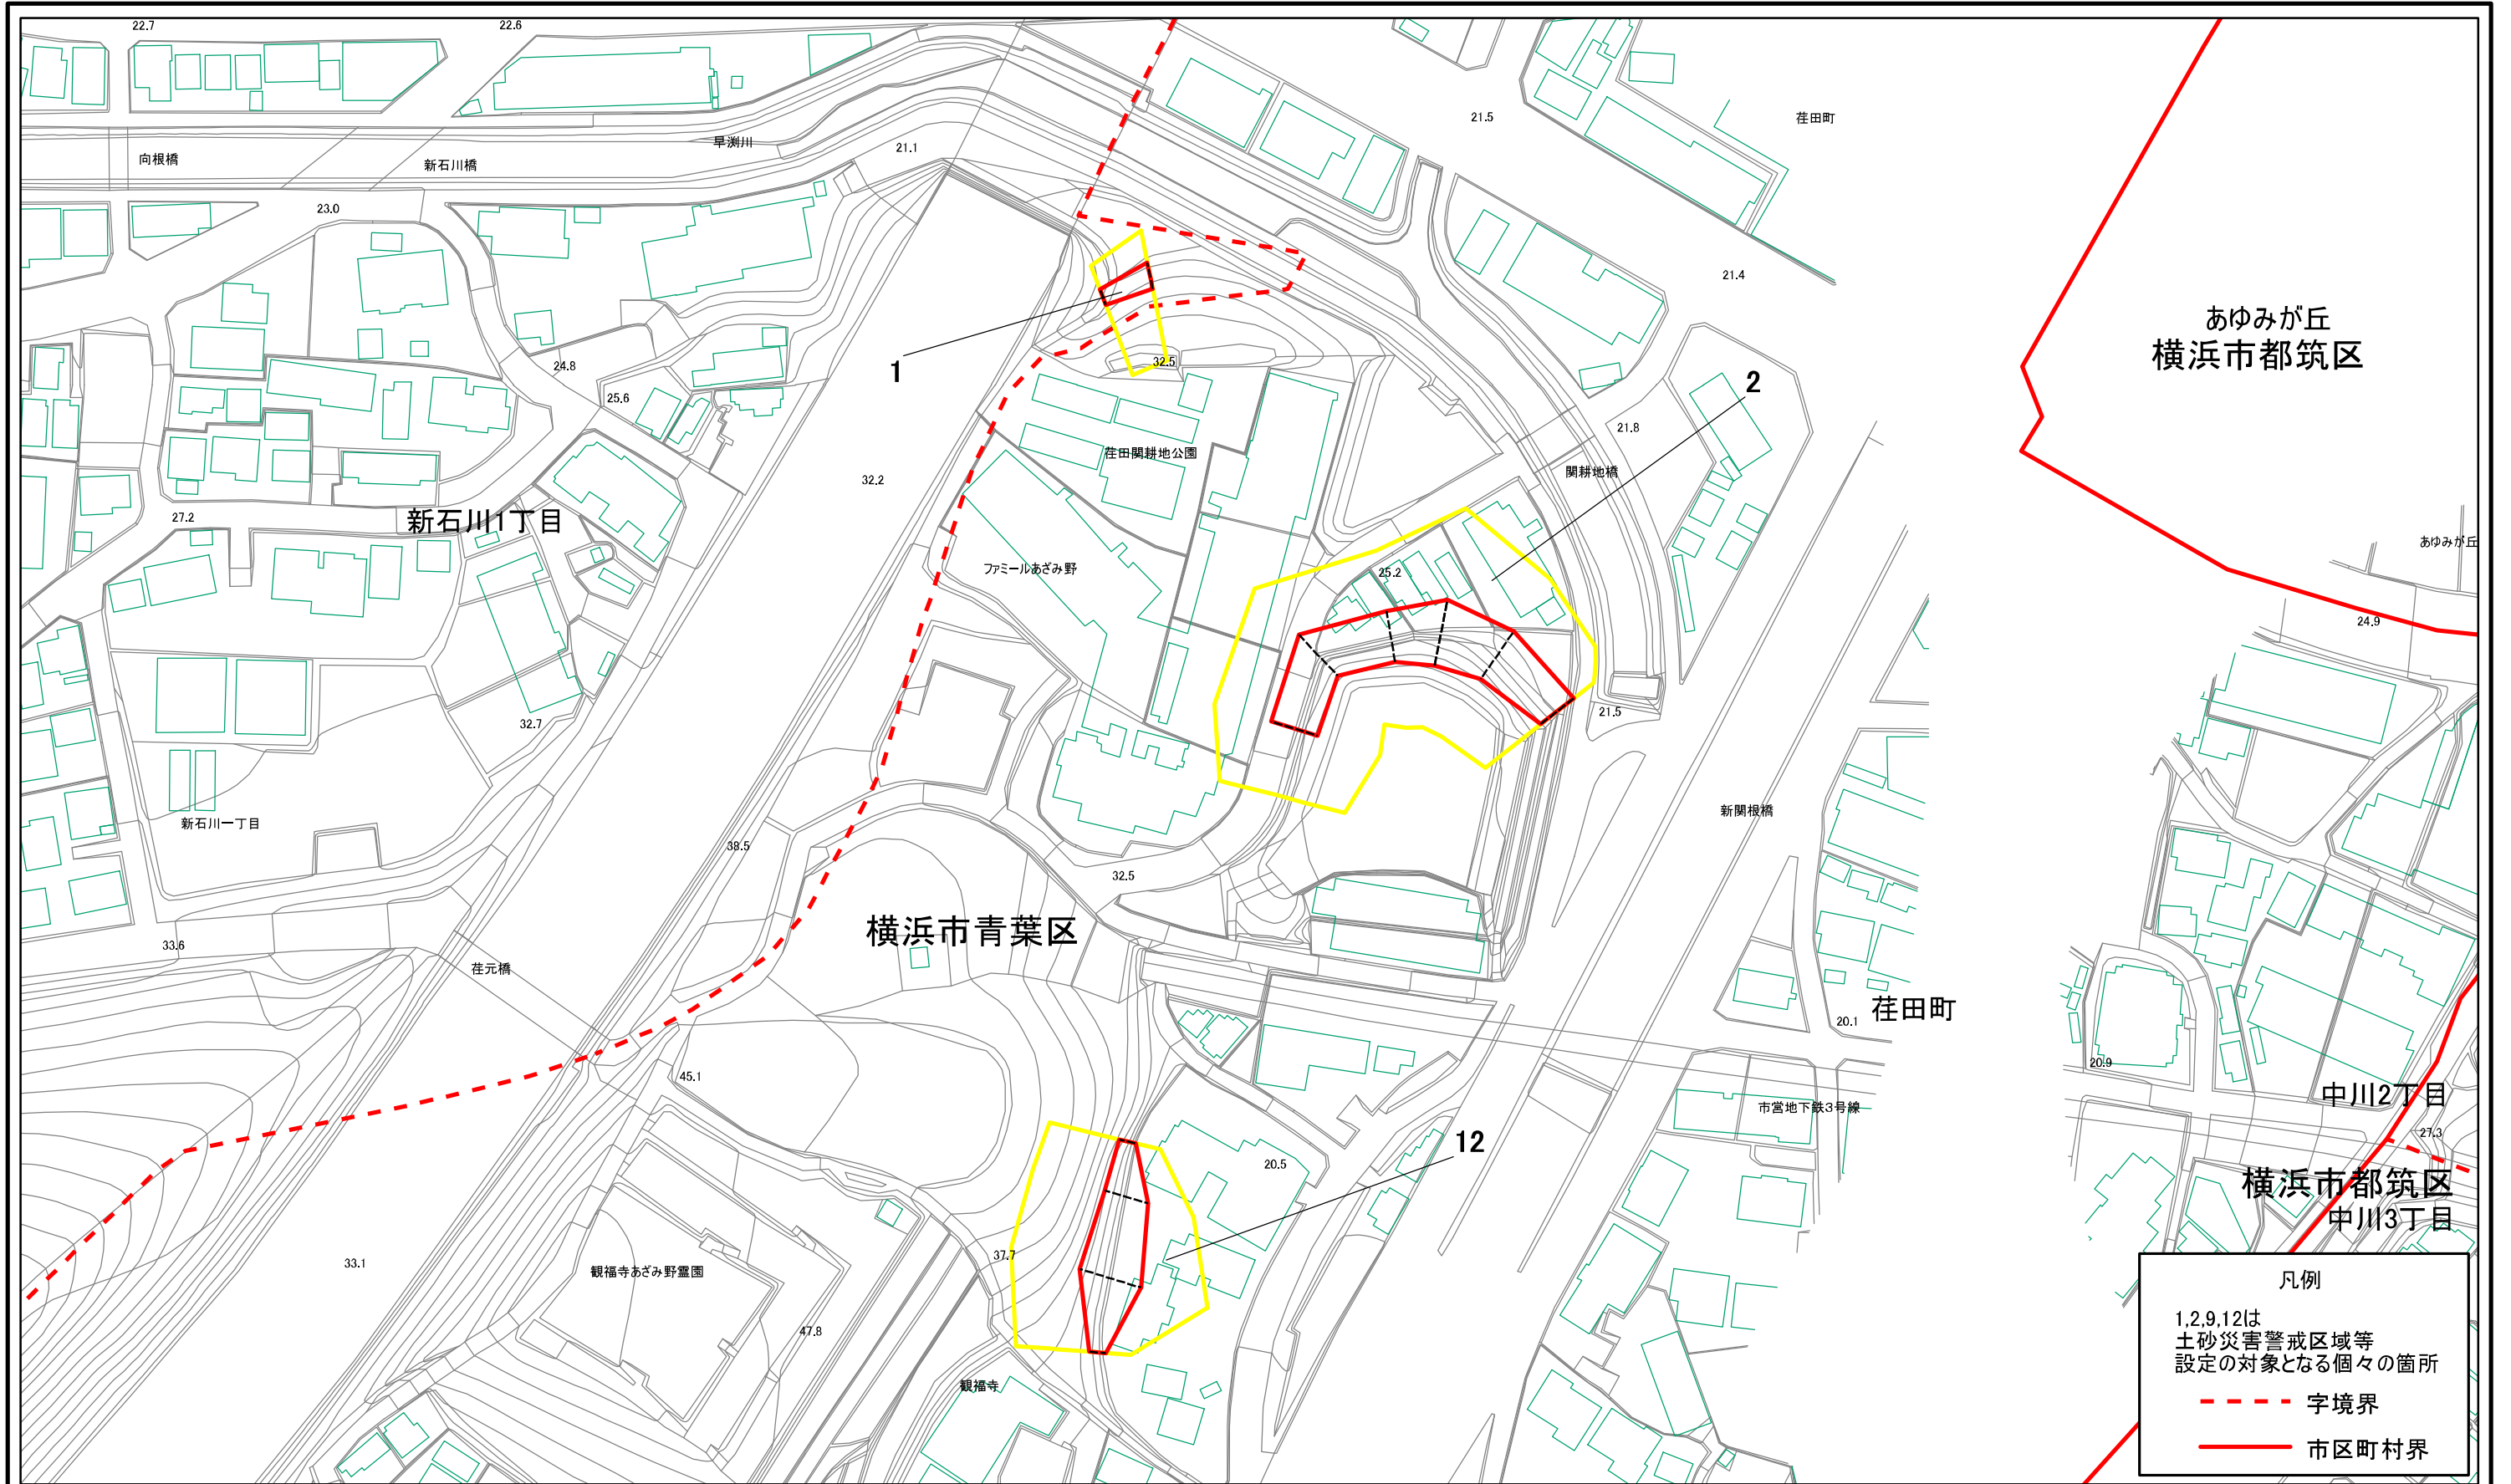 22.7
22.6
向根橋
新石川橋
早渕川
21.1
21.5
荏田町
23.0
21.4
あゆみが丘
横浜市都筑区
24.8
1
32.5
2
25.6
21.8
荏田関耕地公園
関耕地橋
32.2
27.2
新石川1丁目
あゆみが丘
ファミールあざみ野
25.2
24.9
32.7
21.5
新石川一丁目
新関根橋
38.5
32.5
横浜市青葉区
33.6
荏元橋
荏田町
20.1
45.1
20.9
中川2丁目
市営地下鉄3号線
27.3
12
20.5
横浜市都筑区
中川3丁目
37.7
33.1
観福寺あざみ野霊園
47.8
観福寺
凡例
1,2,9,12は
土砂災害警戒区域等
設定の対象となる個々の箇所
字境界
市区町村界